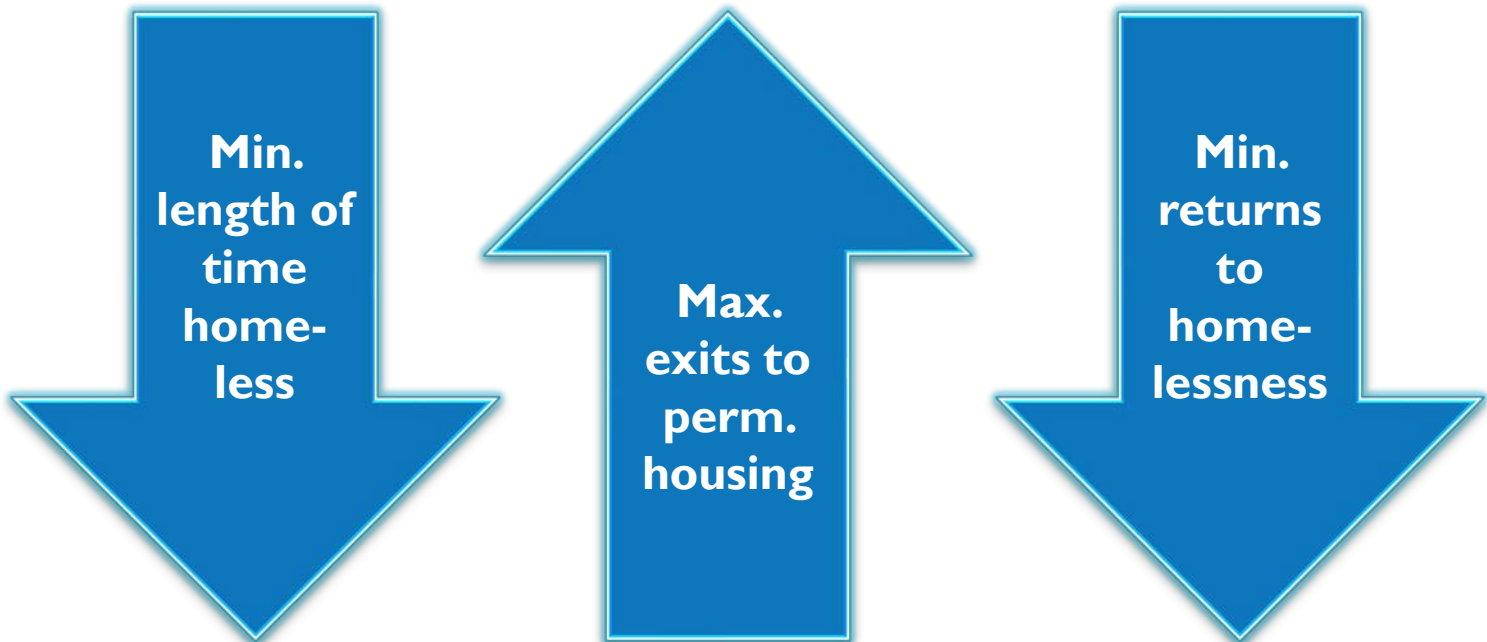 Min.
length of
time
home-
less
Max.
exits to
perm.
housing
Min.
returns
to
home-
lessness